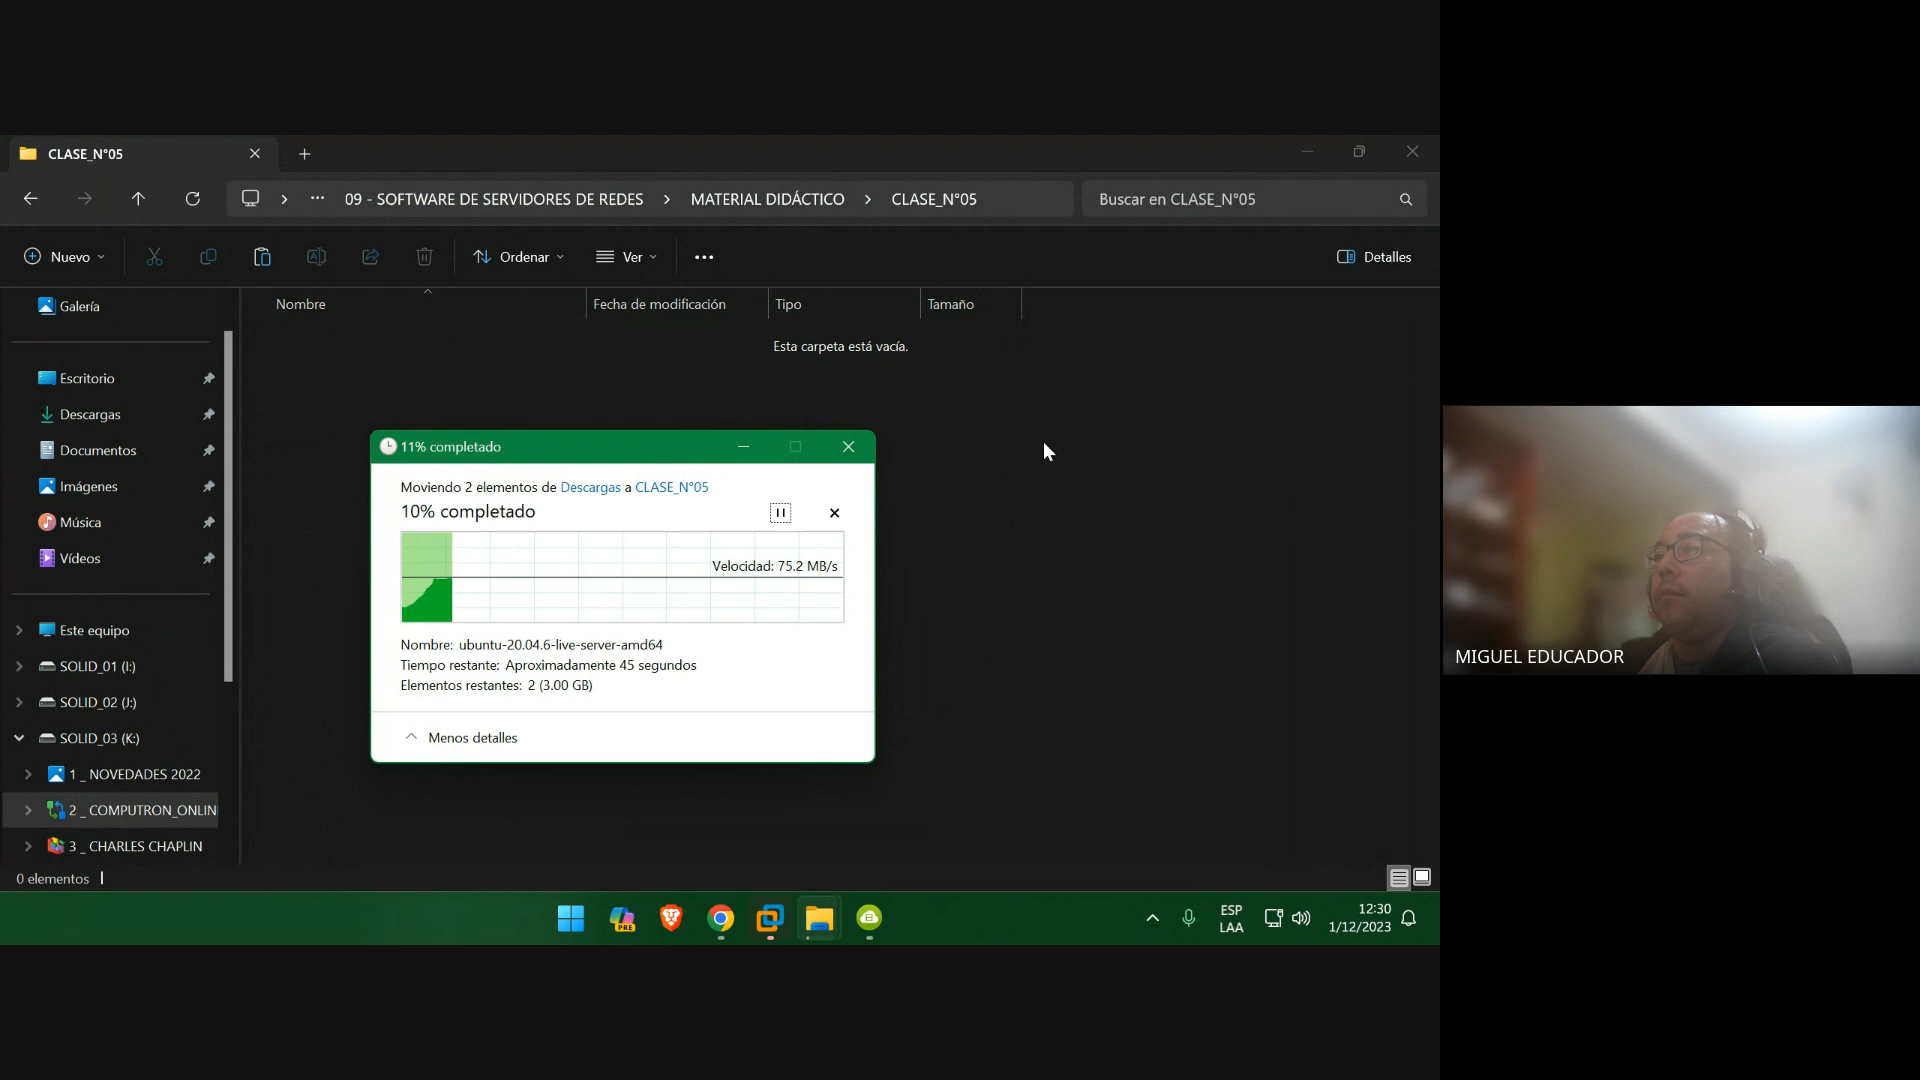 CLASE_N°05
09 - SOFTWARE DE SERVIDORES DE REDES > MATERIAL DIDÁCTICO > CLASE_N°05
Buscar en CLASE_N°05
Nuevo
Ordenar
Ver
Detalles
Galería
Escritorio
Descargas
Documentos
Imágenes
Música
Vídeos
Este equipo
SOLID_01 (I:)
SOLID_02 (J:)
SOLID_03 (K:)
1 _ NOVEDADES 2022
2 _ COMPUTRON_ONLIN
3 _ CHARLES CHAPLIN
Nombre
Fecha de modificación
Tipo
Tamaño
Esta carpeta está vacía.
11% completado
Moviendo 2 elementos de Descargas a CLASE_N°05
10% completado
Velocidad: 75.2 MB/s
Nombre: ubuntu-20.04.6-live-server-amd64
Tiempo restante: Aproximadamente 45 segundos
Elementos restantes: 2 (3.00 GB)
Menos detalles
0 elementos
PRE
ESP
LAA
12:30
1/12/2023
MIGUEL EDUCADOR